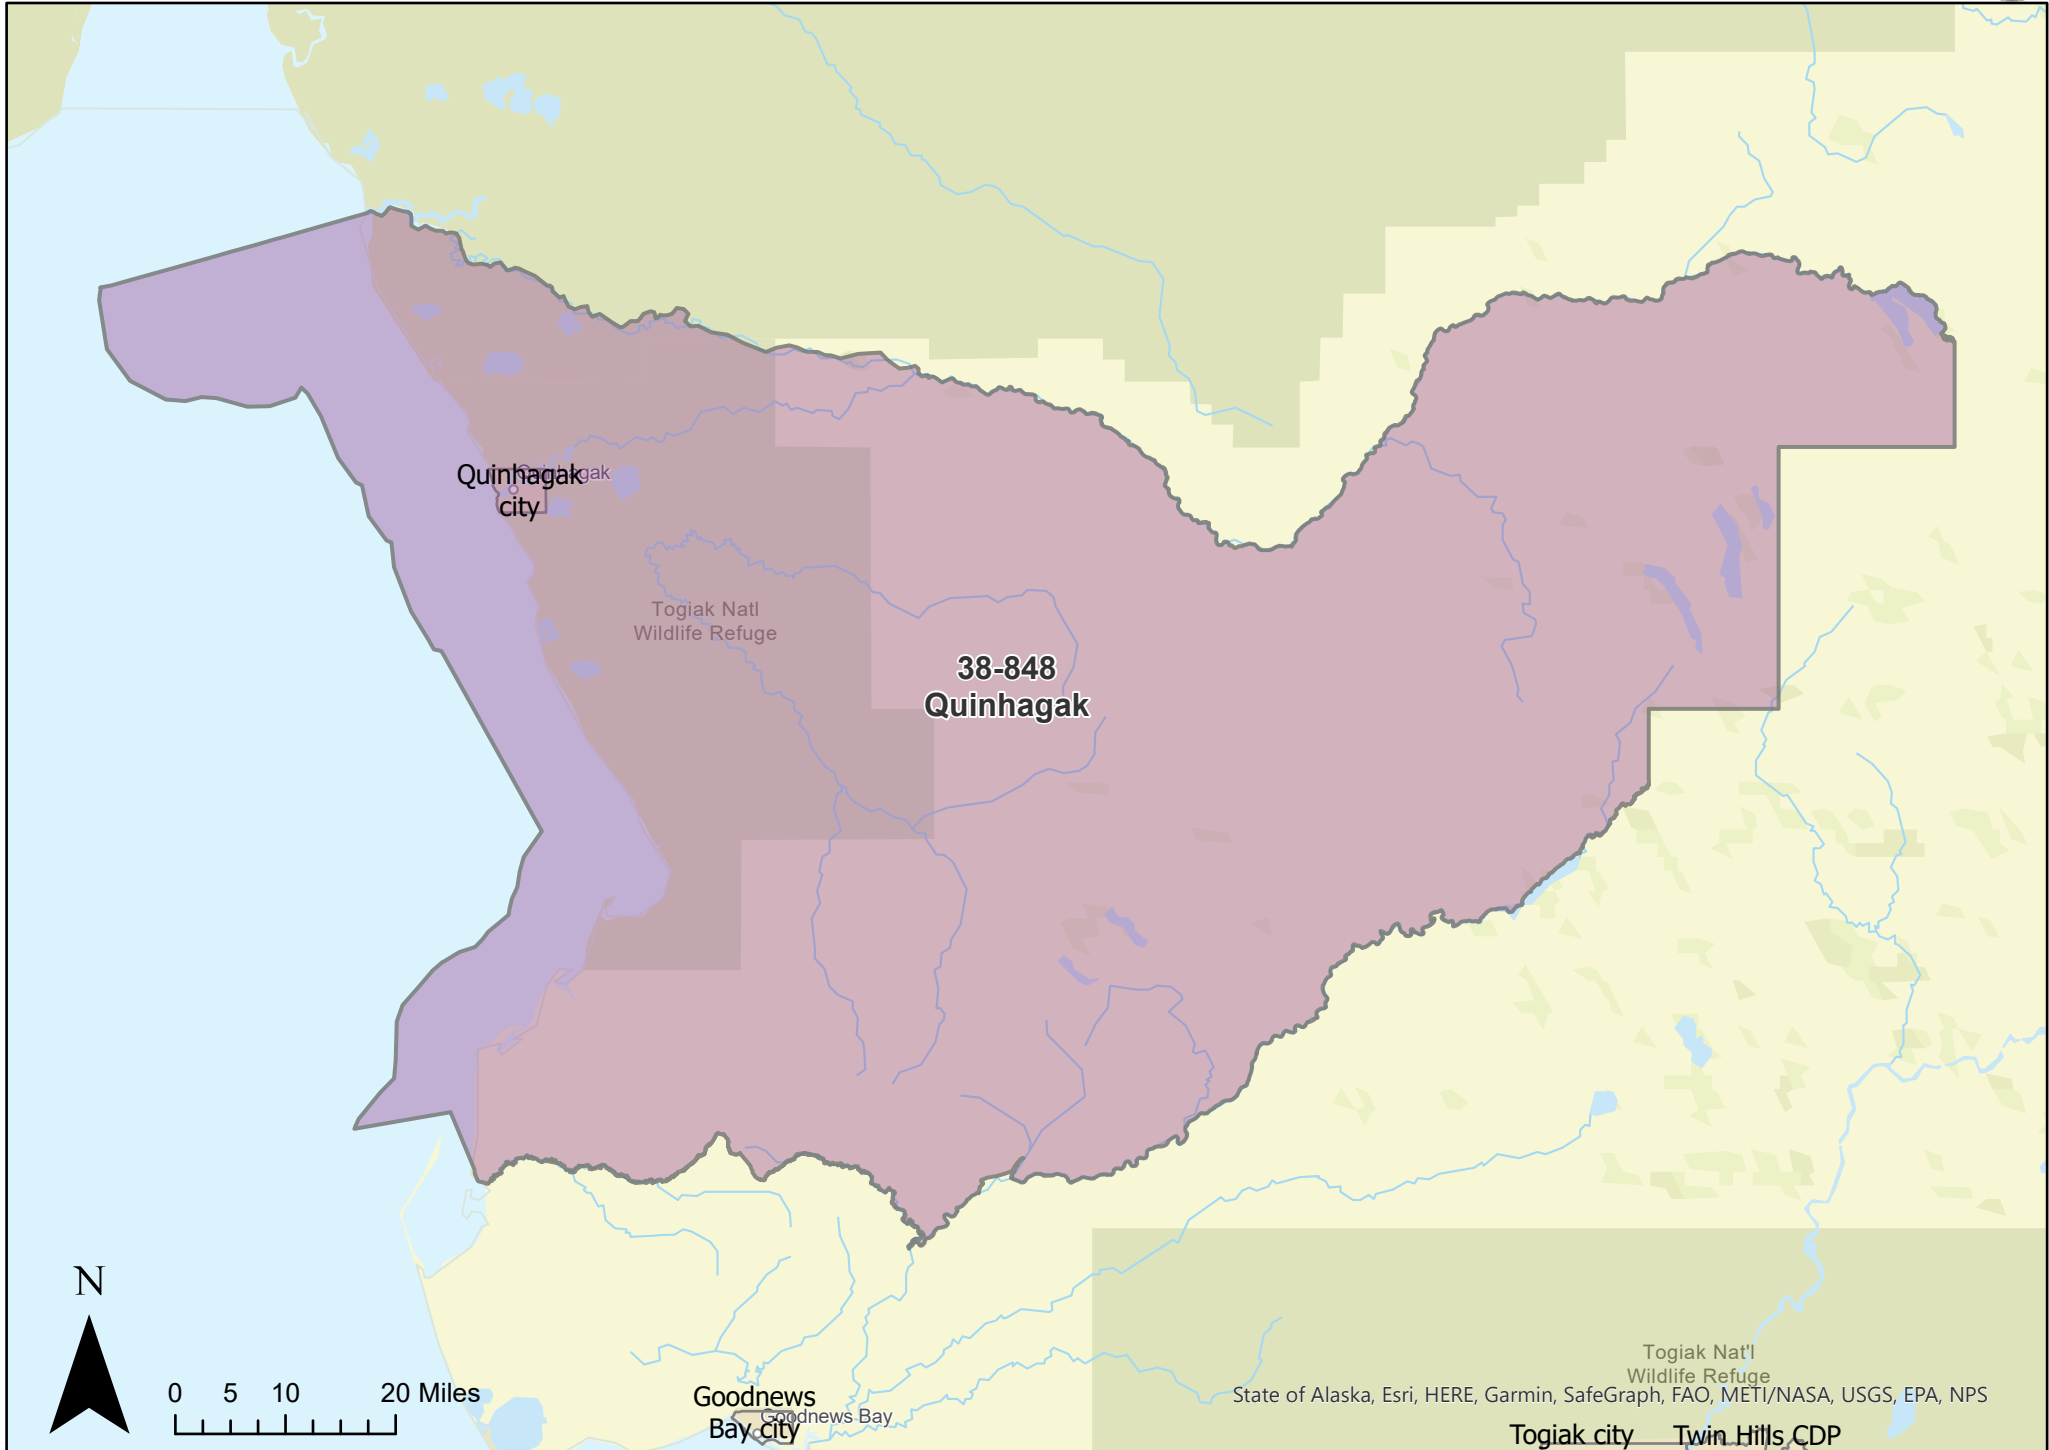 Quinhagak
Quinhagak
city
Togiak Natl
Wildlife Refuge
38-848
Quinhagak
N
0 5 10 20 Miles
Togiak Nat'l
Wildlife Refuge
State of Alaska, Esri, HERE, Garmin, SafeGraph, FAO, METI/NASA, USGS, EPA, NPS
Goodnews
Bay city
Goodnews Bay
Togiak city
Twin Hills CDP